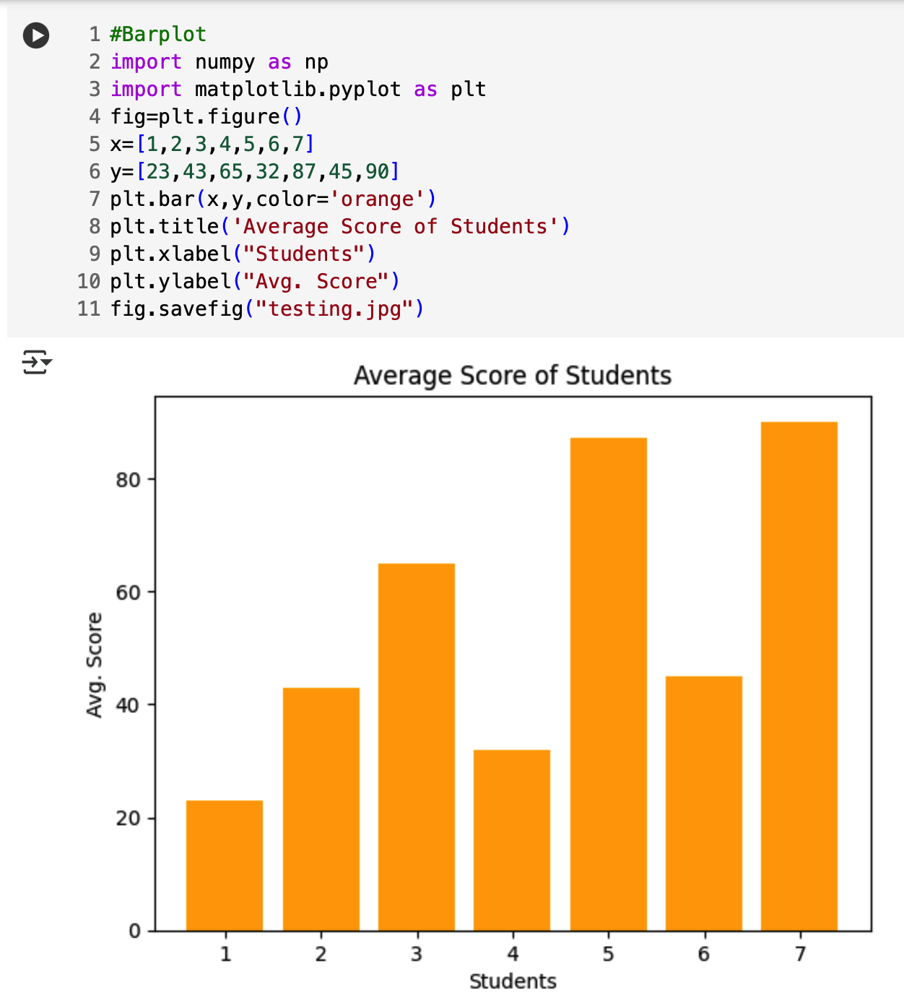 1 #Barplot
2 import numpy as np
3 import matplotlib.pyplot as plt
4 fig=plt.figure()
5 x=[1,2,3,4,5,6,7]
6 y=[23,43,65,32,87,45,90]
7 plt.bar(x,y,color='orange')
8 plt.title('Average Score of Students')
9 plt.xlabel("Students")
10 plt.ylabel("Avg. Score")
11 fig.savefig("testing.jpg")
Average Score of Students
Avg. Score
80
60
40
20
0
1 2 3 4 5 6 7
Students